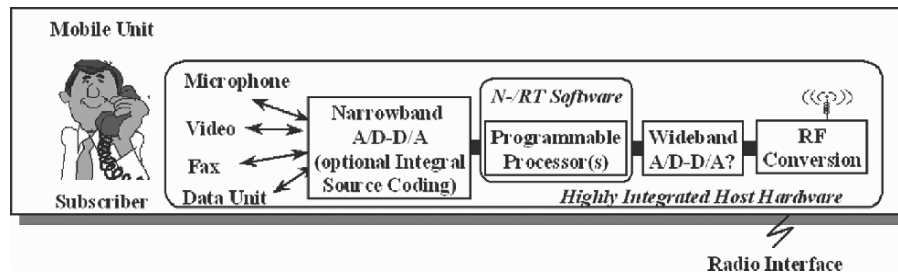 Mobile Unit
Microphone
Video
Fax
Data Unit
Subscriber
Narrowband
A/D-D/A
(optional Integral
Source Coding)
N-/RT Software
Programmable
Processor(s)
Wideband
A/D-D/A?
RF
Conversion
Highly Integrated Host Hardware
Radio Interface